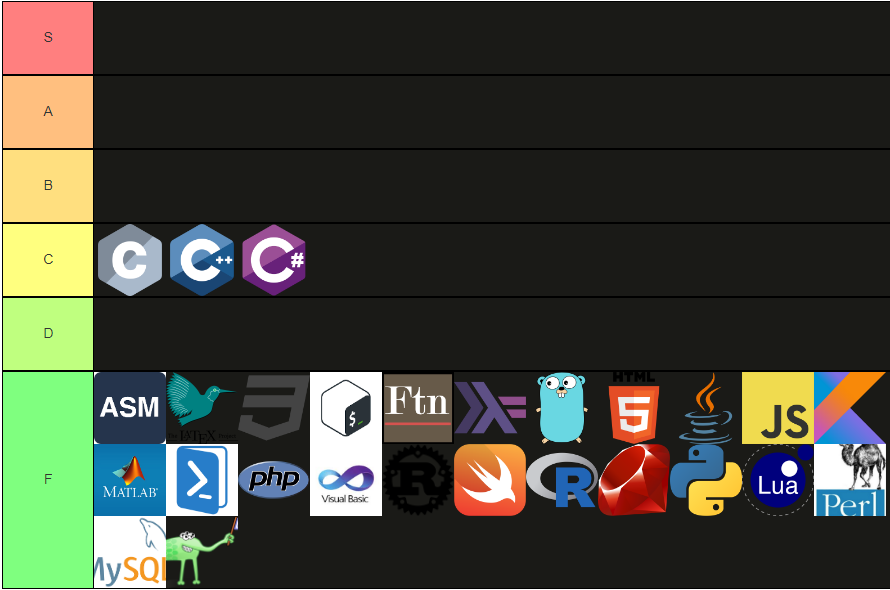 S
A
B
C
C C++ C#
D
F
ASM LATEX 3 $ Ftn HTML 5 JS
MATLAB php Visual Basic R R Lua Perl
MySQL